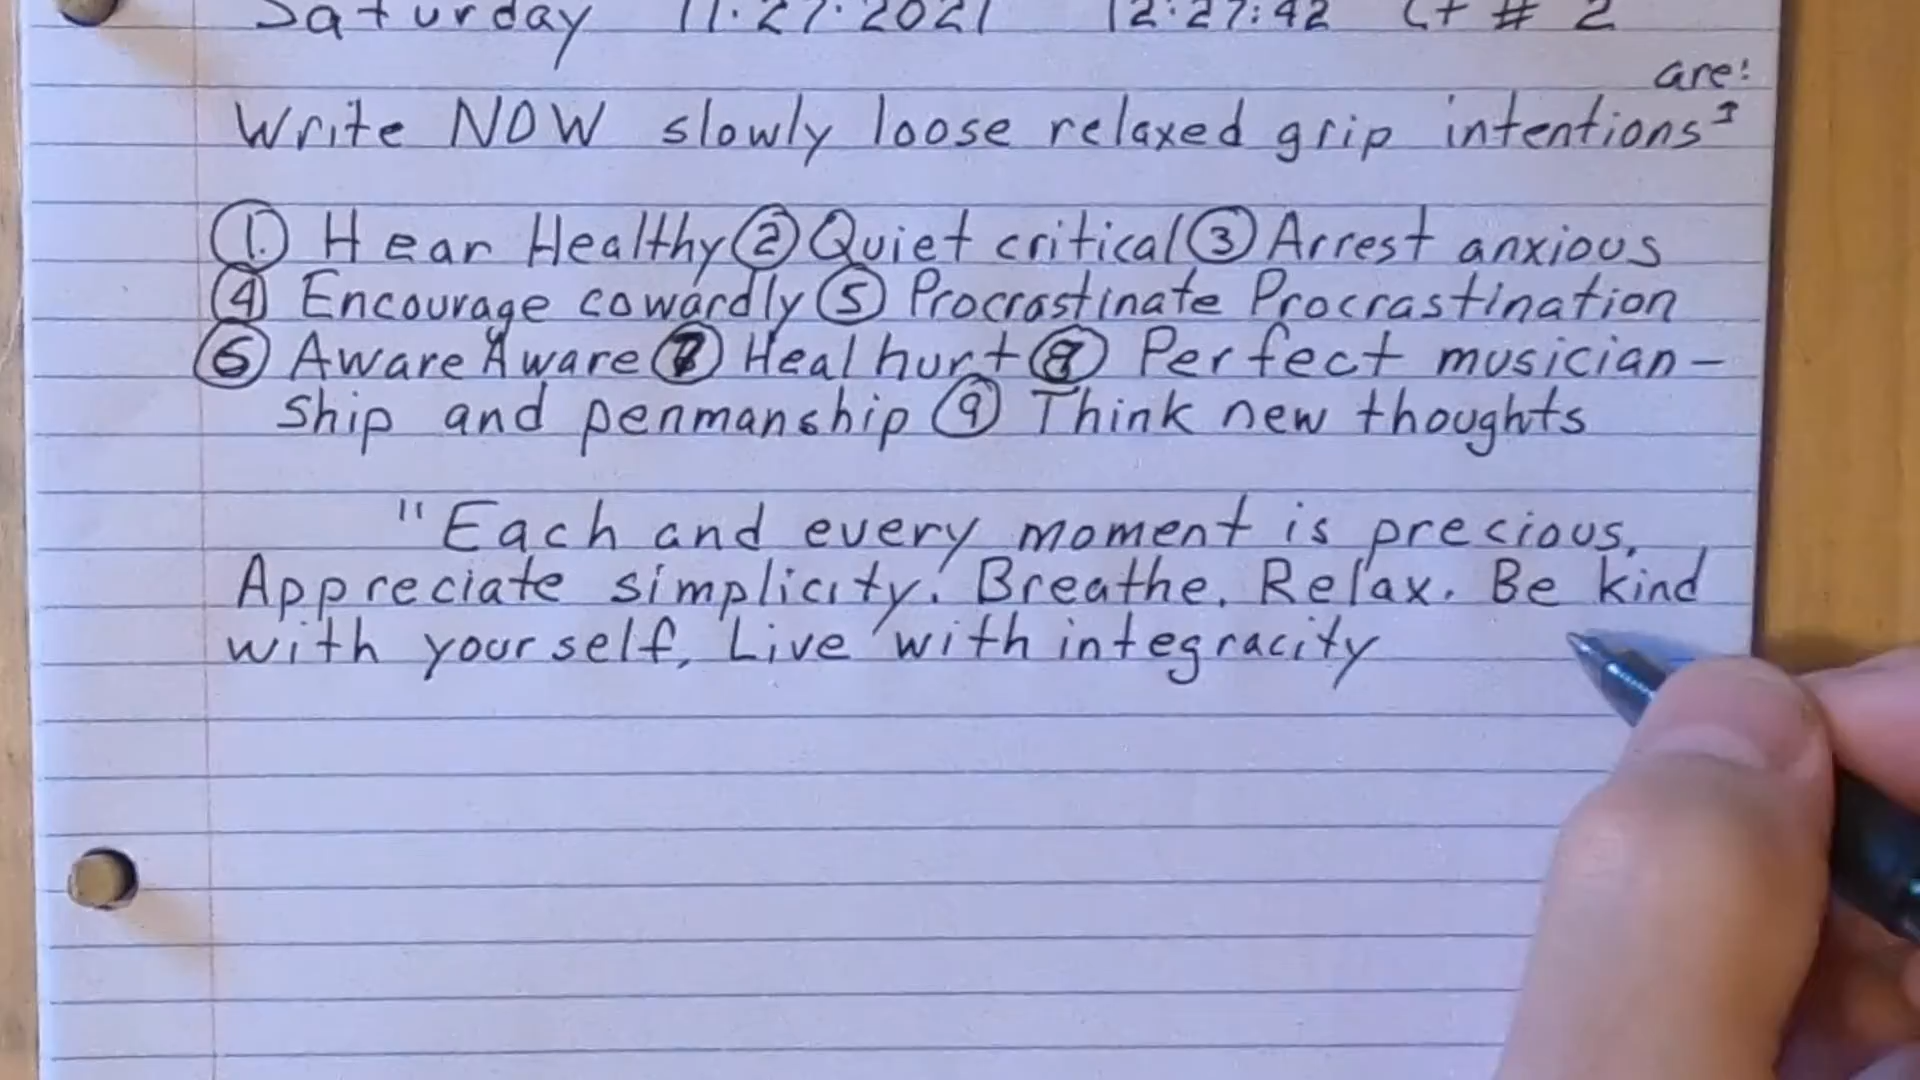 Saturday 11.27.2021 12:27:42 Ct # 2
are:
Write NOW slowly loose relaxed grip intentions
① Hear Healthy ② Quiet critical ③ Arrest anxious
④ Encourage cowardly ⑤ Procrastinate Procrastination
⑥ Aware Aware ⑦ Heal hurt ⑧ Perfect musician-
ship and penmanship ⑨ Think new thoughts
"Each and every moment is precious.
Appreciate simplicity. Breathe. Relax. Be kind
with yourself. Live with integracity